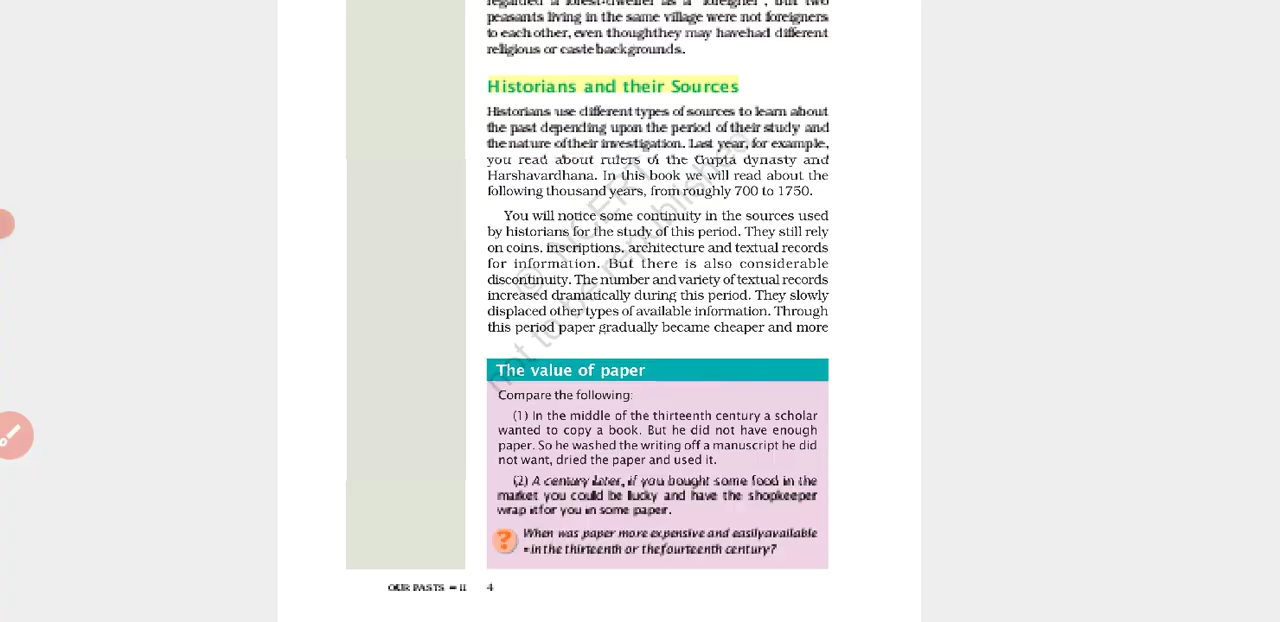 regarded a forest-dweller as a "foreigner", but two
peasants living in the same village were not foreigners
to each other, even though they may have had different
religious or caste backgrounds.
Historians and their Sources
Historians use different types of sources to learn about
the past depending upon the period of their study and
the nature of their investigation. Last year, for example,
you read about rulers of the Gupta dynasty and
Harshavardhana. In this book we will read about the
following thousand years, from roughly 700 to 1750.
You will notice some continuity in the sources used
by historians for the study of this period. They still rely
on coins, inscriptions, architecture and textual records
for information. But there is also considerable
discontinuity. The number and variety of textual records
increased dramatically during this period. They slowly
displaced other types of available information. Through
this period paper gradually became cheaper and more
© NCERT
not to be republished
The value of paper
Compare the following:
(1) In the middle of the thirteenth century a scholar
wanted to copy a book. But he did not have enough
paper. So he washed the writing off a manuscript he did
not want, dried the paper and used it.
(2) A century later, if you bought some food in the
market you could be lucky and have the shopkeeper
wrap it for you in some paper.
? When was paper more expensive and easily available
– in the thirteenth or the fourteenth century?
OUR PASTS – II 4